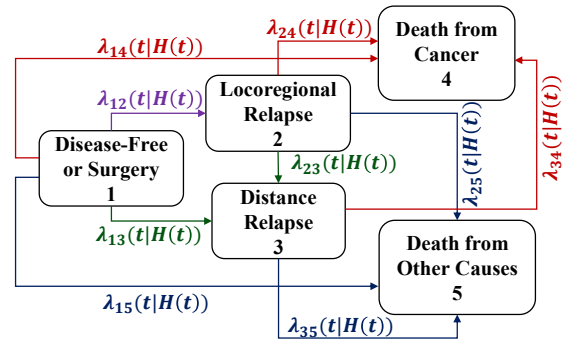 λ₂₄(t|H(t))
Death from
Cancer
4
λ₁₄(t|H(t))
λ₁₂(t|H(t))
Locoregional
Relapse
2
λ₃₄(t|H(t))
λ₂₅(t|H(t))
Disease-Free
or Surgery
1
λ₂₃(t|H(t))
Distance
Relapse
3
λ₁₃(t|H(t))
Death from
Other Causes
5
λ₁₅(t|H(t))
λ₃₅(t|H(t))